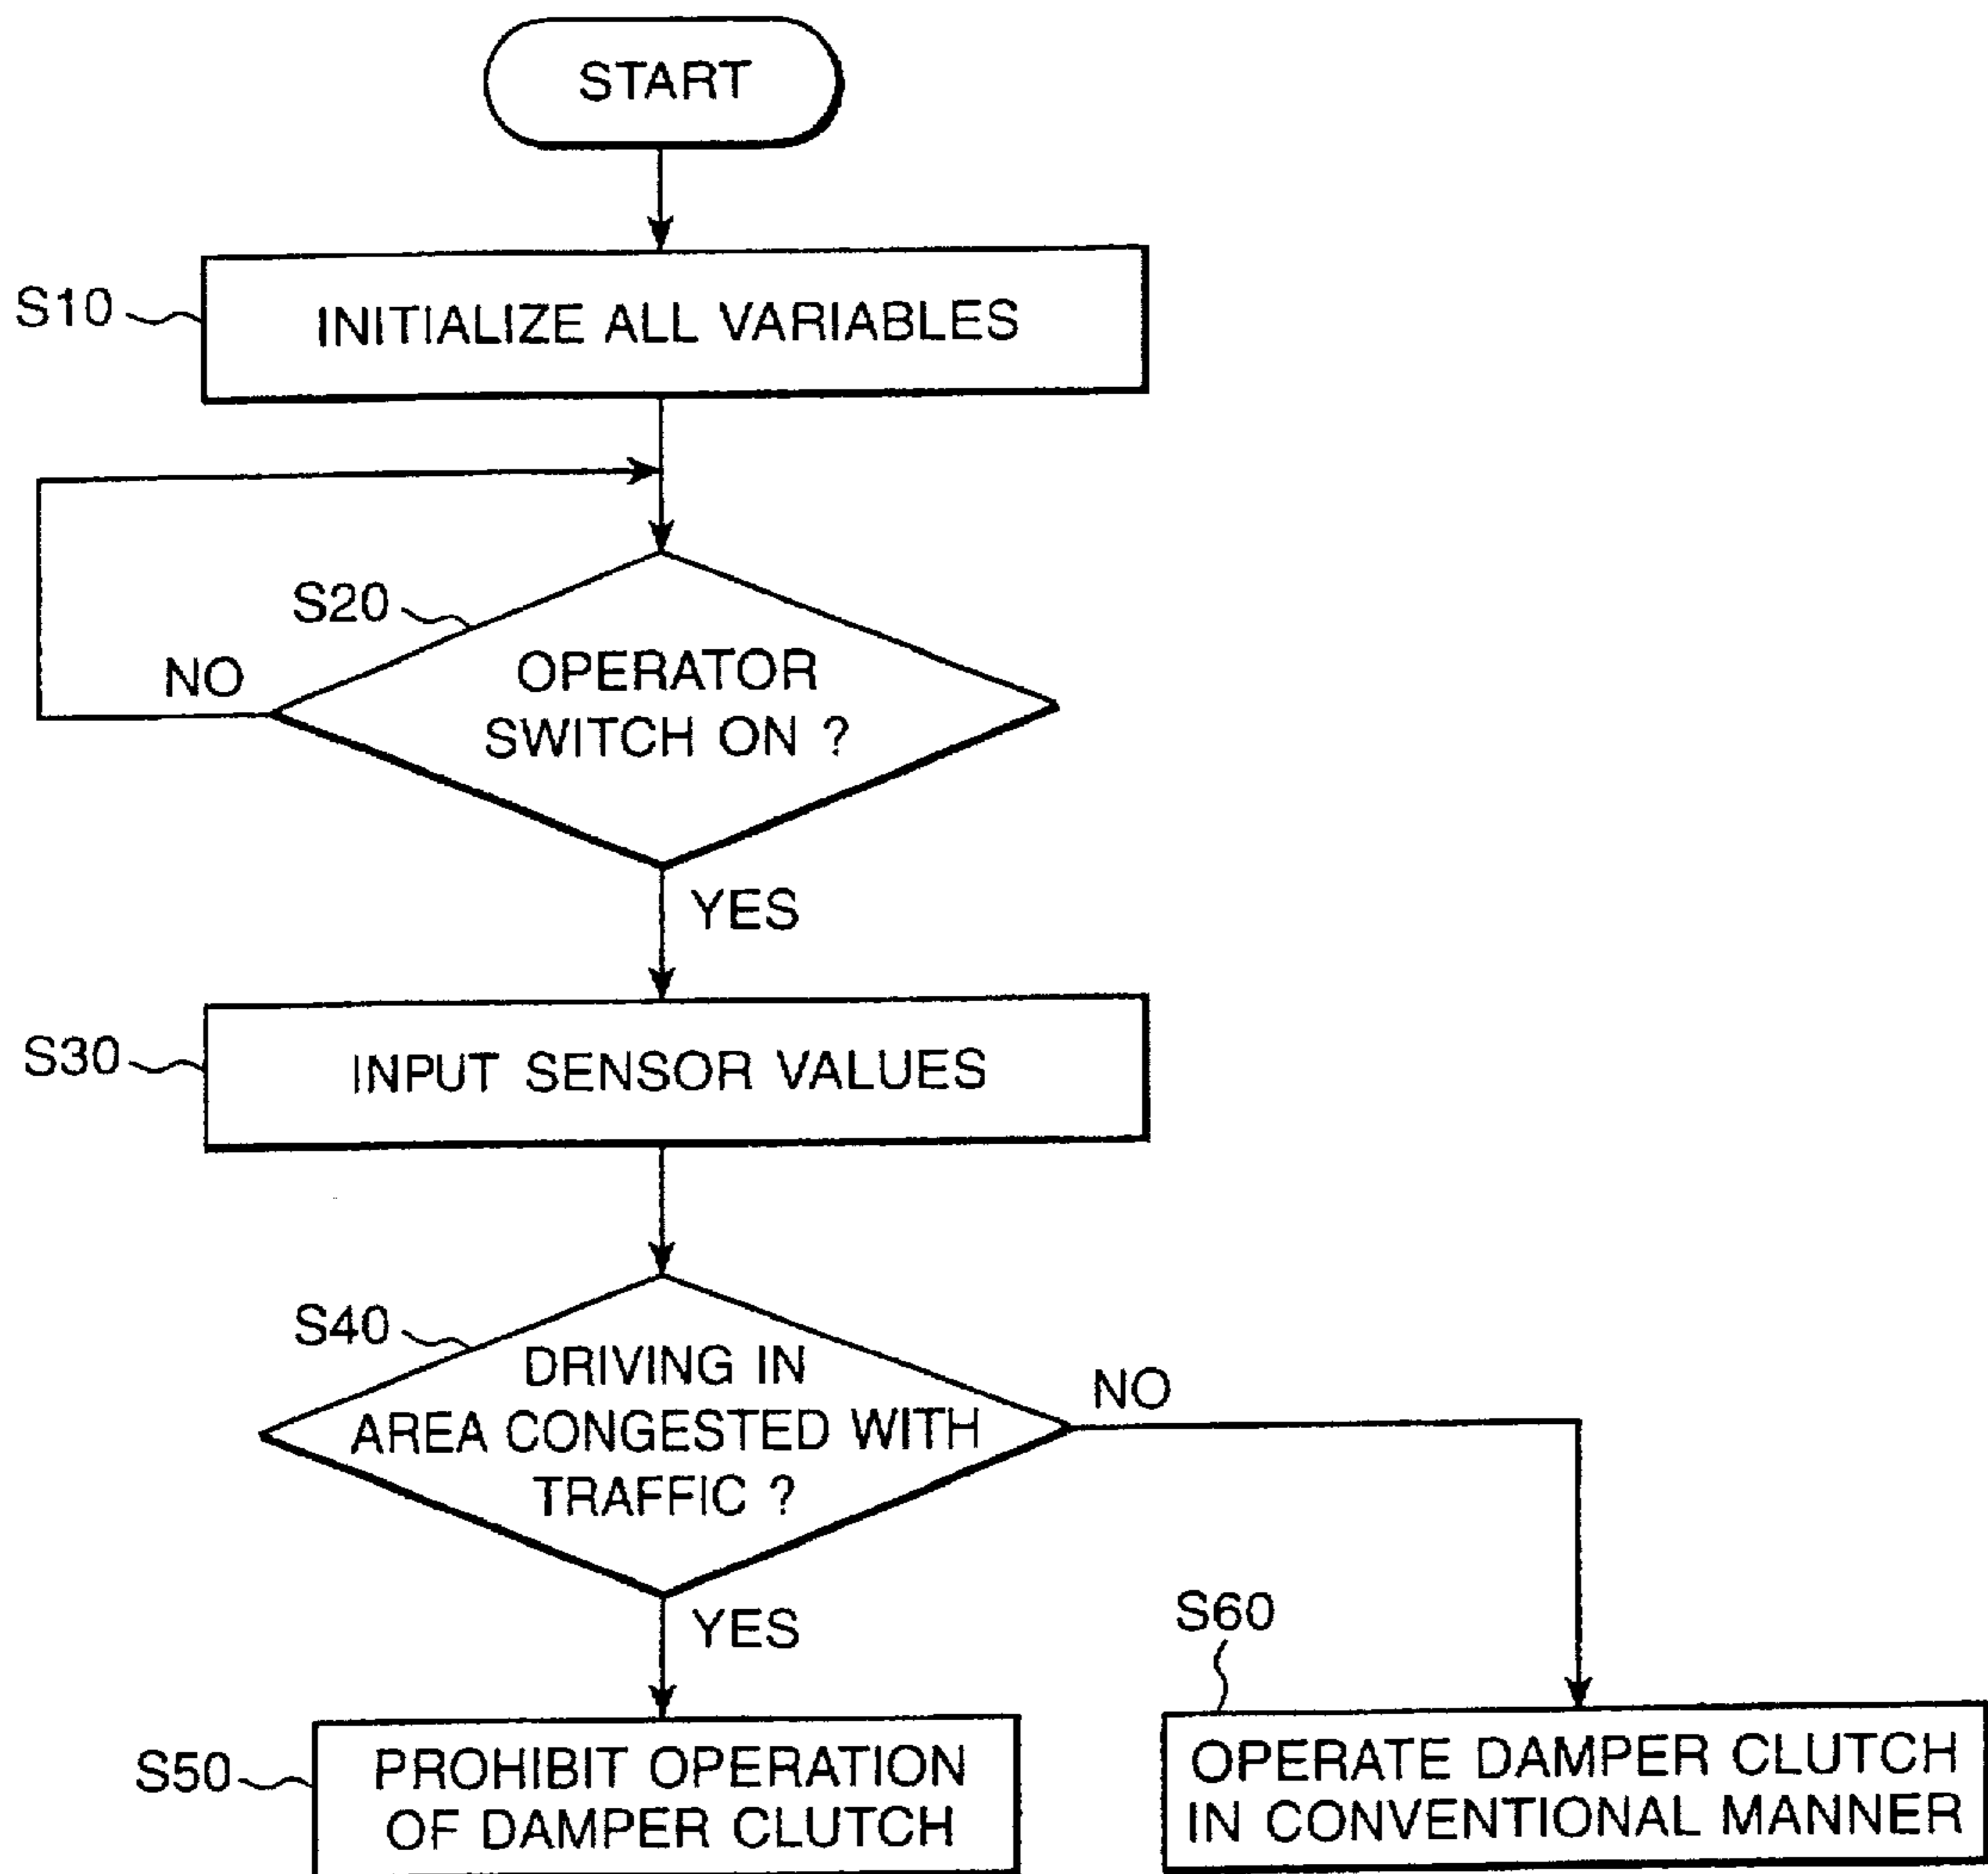 START
S10
INITIALIZE ALL VARIABLES
S20
NO
OPERATOR
SWITCH ON ?
YES
S30
INPUT SENSOR VALUES
S40
DRIVING IN
AREA CONGESTED WITH
TRAFFIC ?
NO
YES
S50
PROHIBIT OPERATION
OF DAMPER CLUTCH
S60
OPERATE DAMPER CLUTCH
IN CONVENTIONAL MANNER